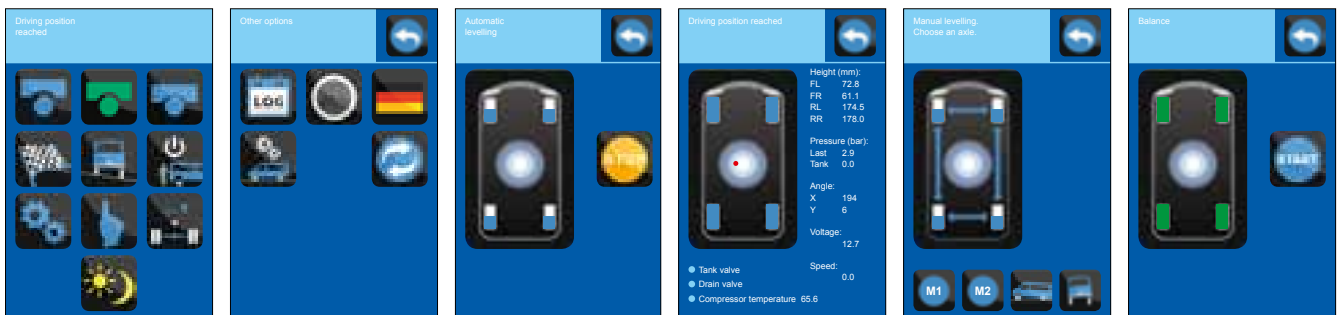 Driving position
reached
LOG
Other options
Automatic
levelling
Driving position reached
Height (mm):
FL 72.8
FR 61.1
RL 174.5
RR 178.0
Pressure (bar):
Last 2.9
Tank 0.0
Angle:
X 194
Y 6
Voltage:
12.7
Speed:
0.0
Tank valve
Drain valve
Compressor temperature 65.6
Manual levelling.
Choose an axle.
M1
M2
Balance
START